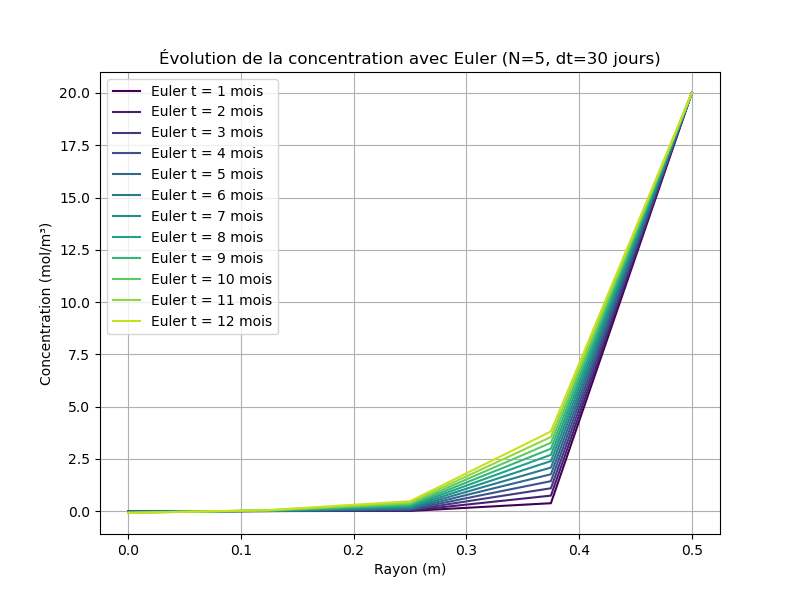 Évolution de la concentration avec Euler (N=5, dt=30 jours)
Euler t = 1 mois
Euler t = 2 mois
Euler t = 3 mois
Euler t = 4 mois
Euler t = 5 mois
Euler t = 6 mois
Euler t = 7 mois
Euler t = 8 mois
Euler t = 9 mois
Euler t = 10 mois
Euler t = 11 mois
Euler t = 12 mois
Concentration (mol/m³)
20.0
17.5
15.0
12.5
10.0
7.5
5.0
2.5
0.0
0.0 0.1 0.2 0.3 0.4 0.5
Rayon (m)